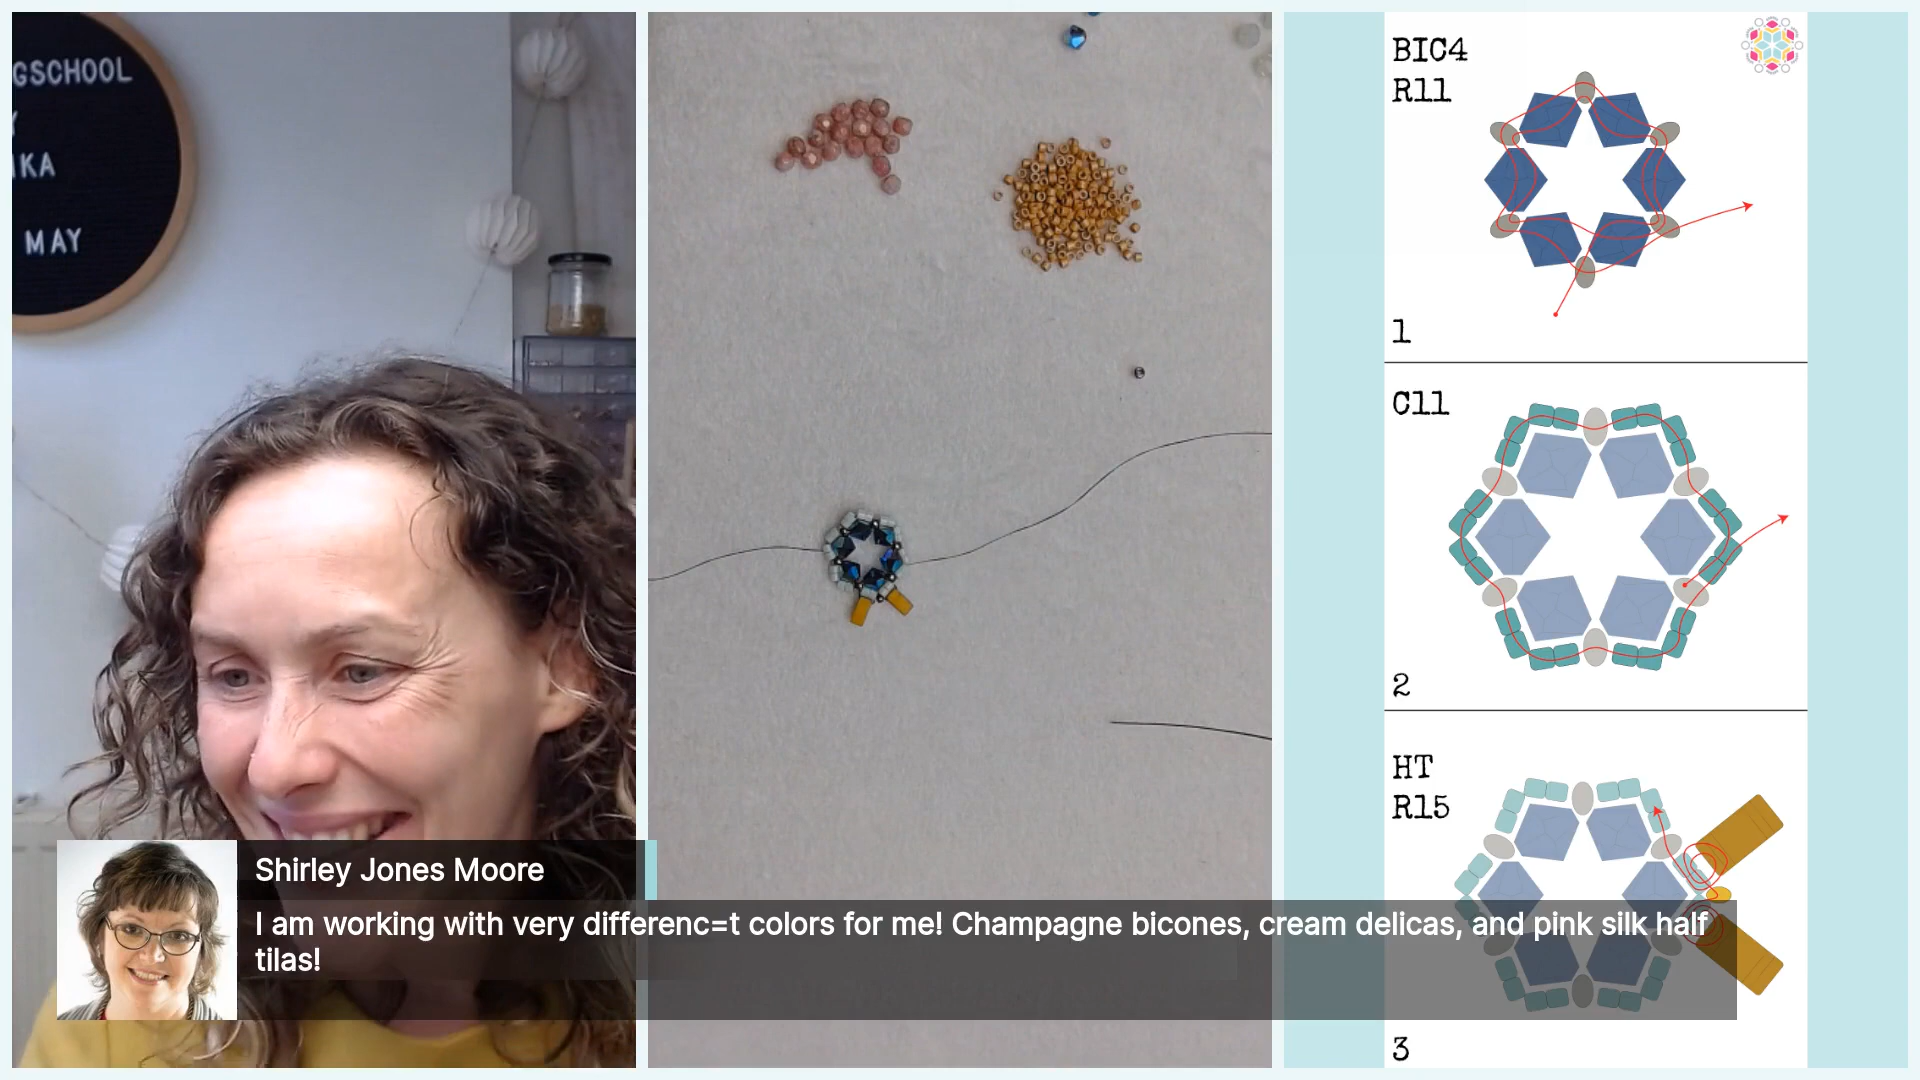 GSCHOOL
Y
IKA
MAY
BIC4
R11
1
C11
2
HT
R15
3
Shirley Jones Moore
I am working with very differenc=t colors for me! Champagne bicones, cream delicas, and pink silk half
tilas!